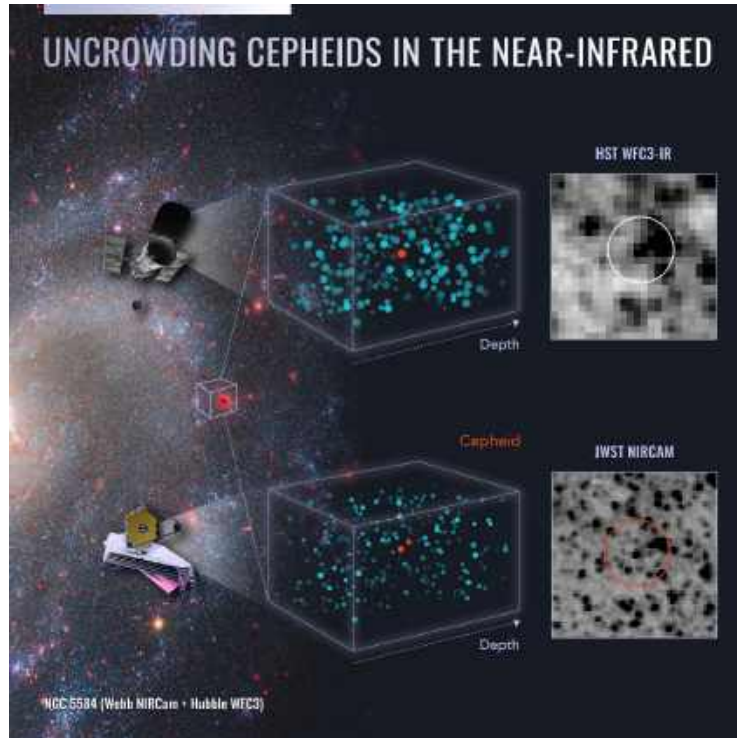 UNCROWDING CEPHEIDS IN THE NEAR-INFRARED
HST WFC3-IR
Depth
Cepheid
JWST NIRCAM
Depth
NGC 5584 (Webb NIRCam + Hubble WFC3)